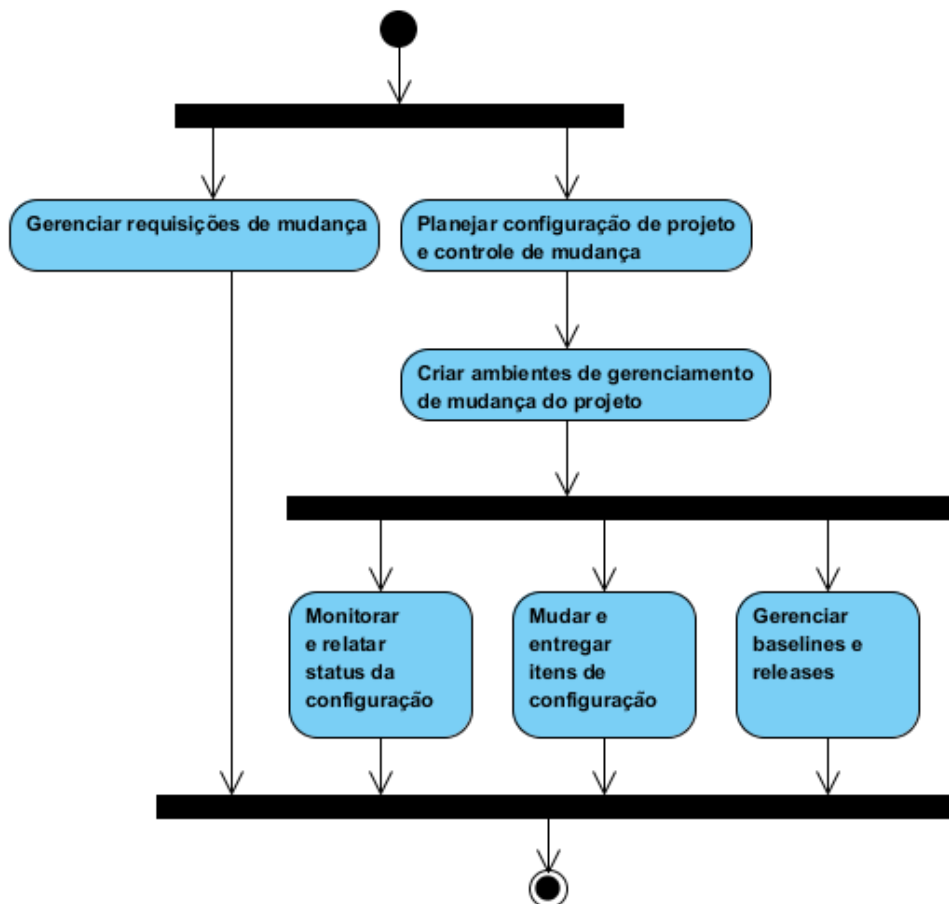 Gerenciar requisições de mudança
Planejar configuração de projeto
e controle de mudança
Criar ambientes de gerenciamento
de mudança do projeto
Monitorar
e relatar
status da
configuração
Mudar e
entregar
itens de
configuração
Gerenciar
baselines e
releases